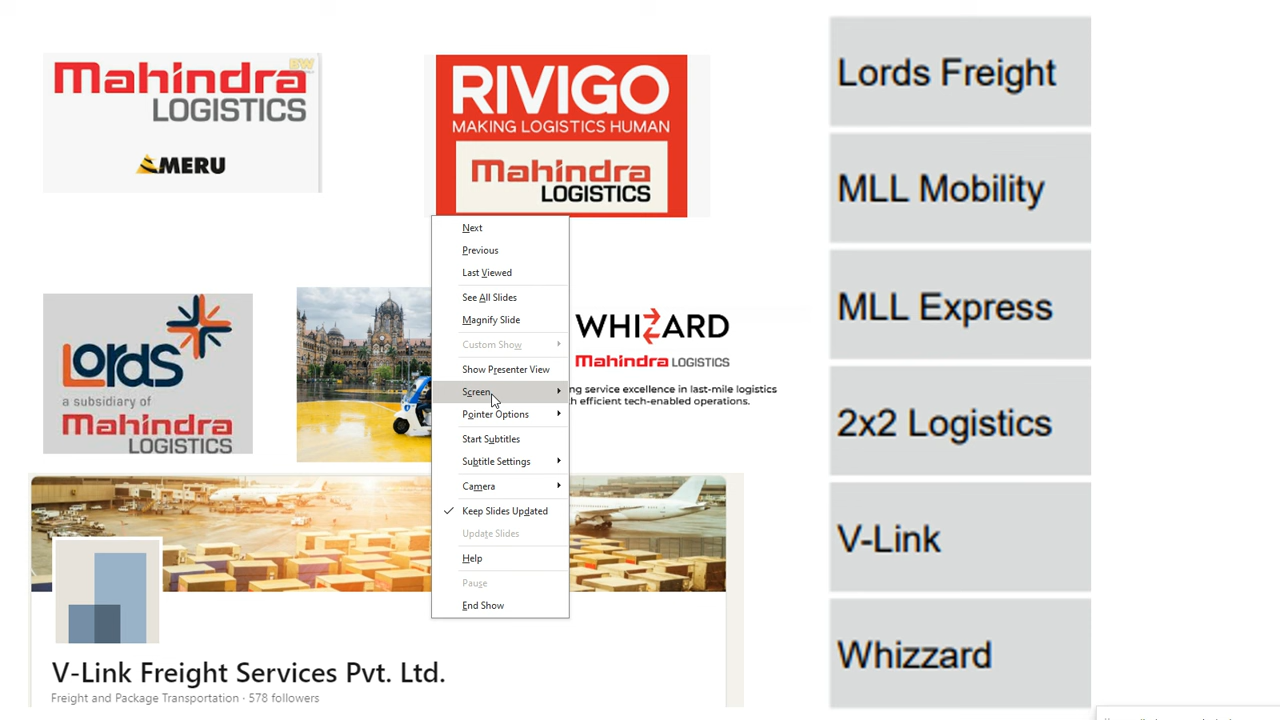 Mahindra
LOGISTICS
MERU
RIVIGO
MAKING LOGISTICS HUMAN
Mahindra
LOGISTICS
Lords
a subsidiary of
Mahindra
LOGISTICS
WHIZARD
Mahindra LOGISTICS
ng service excellence in last-mile logistics
h efficient tech-enabled operations.
Next
Previous
Last Viewed
See All Slides
Magnify Slide
Custom Show
Show Presenter View
Screen
Pointer Options
Start Subtitles
Subtitle Settings
Camera
Keep Slides Updated
Update Slides
Help
Pause
End Show
V-Link Freight Services Pvt. Ltd.
Freight and Package Transportation · 578 followers
Lords Freight
MLL Mobility
MLL Express
2x2 Logistics
V-Link
Whizzard